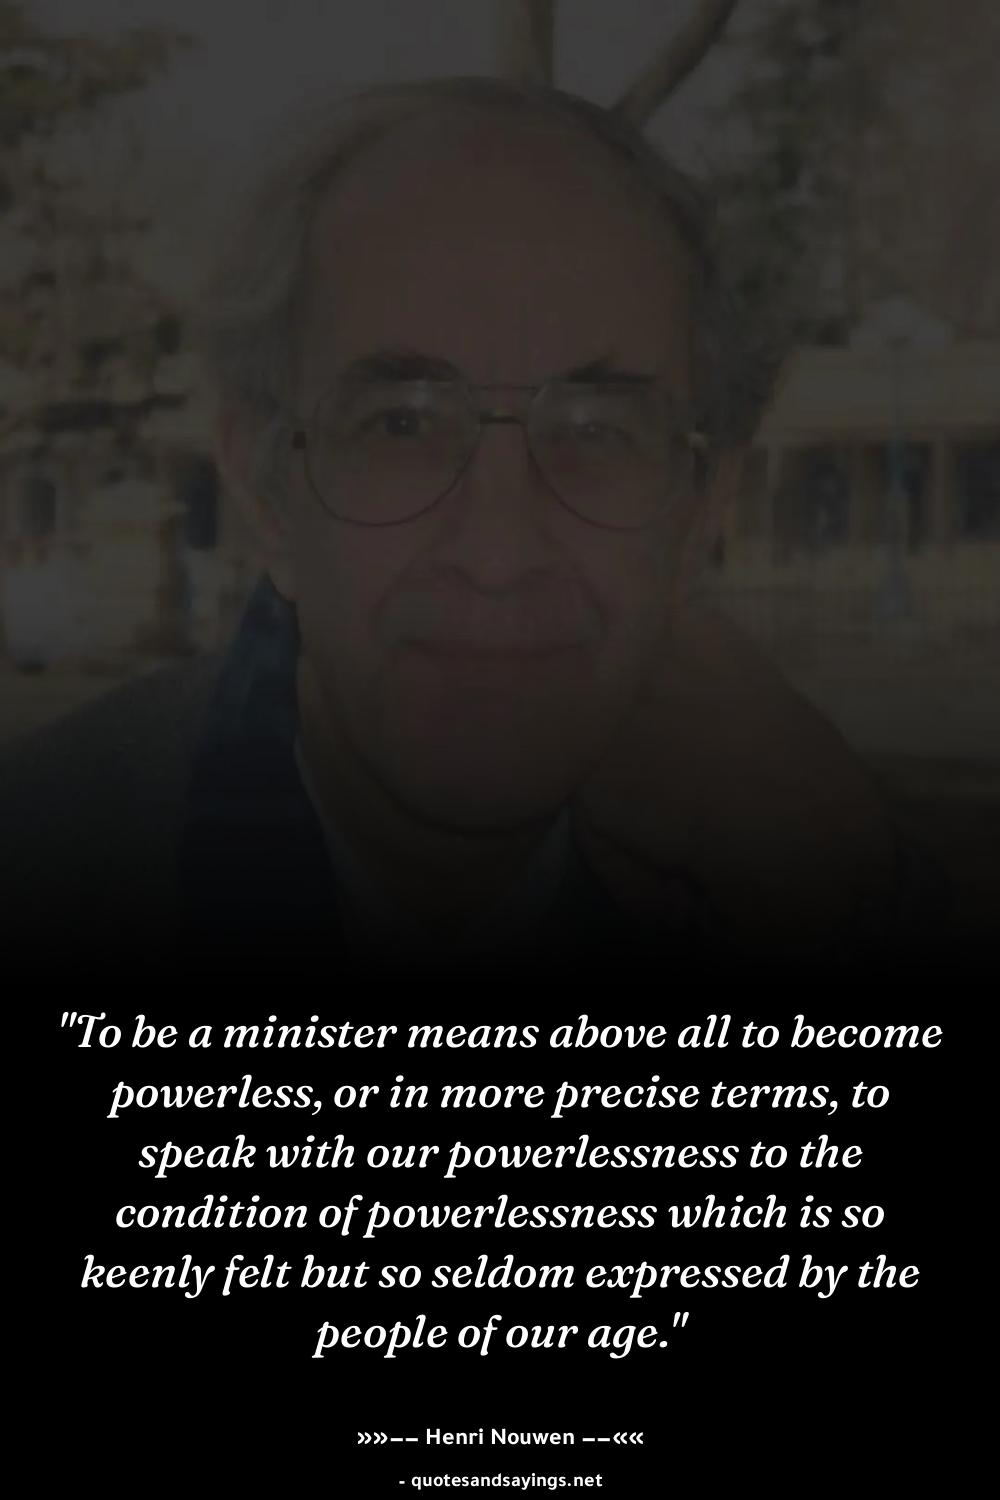 "To be a minister means above all to become
powerless, or in more precise terms, to
speak with our powerlessness to the
condition of powerlessness which is so
keenly felt but so seldom expressed by the
people of our age."
»»–– Henri Nouwen ––««
- quotesandsayings.net